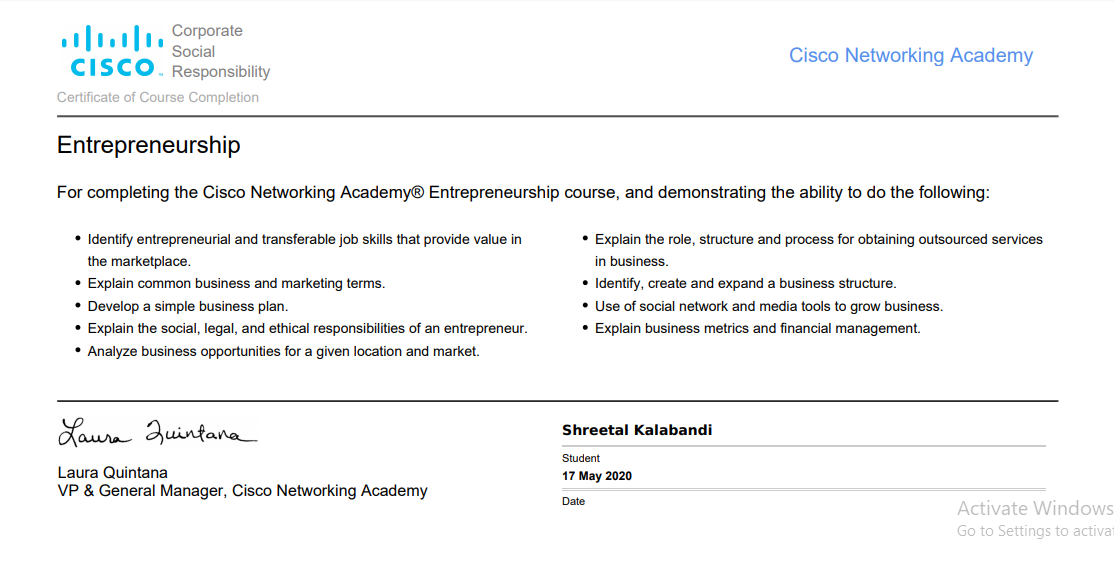 Corporate
Social
Responsibility
CISCO™
Cisco Networking Academy
Certificate of Course Completion
Entrepreneurship
For completing the Cisco Networking Academy® Entrepreneurship course, and demonstrating the ability to do the following:
• Identify entrepreneurial and transferable job skills that provide value in
the marketplace.
• Explain common business and marketing terms.
• Develop a simple business plan.
• Explain the social, legal, and ethical responsibilities of an entrepreneur.
• Analyze business opportunities for a given location and market.
• Explain the role, structure and process for obtaining outsourced services
in business.
• Identify, create and expand a business structure.
• Use of social network and media tools to grow business.
• Explain business metrics and financial management.
Laura Quintana
Laura Quintana
VP & General Manager, Cisco Networking Academy
Shreetal Kalabandi
Student
17 May 2020
Date
Activate Windows
Go to Settings to activa